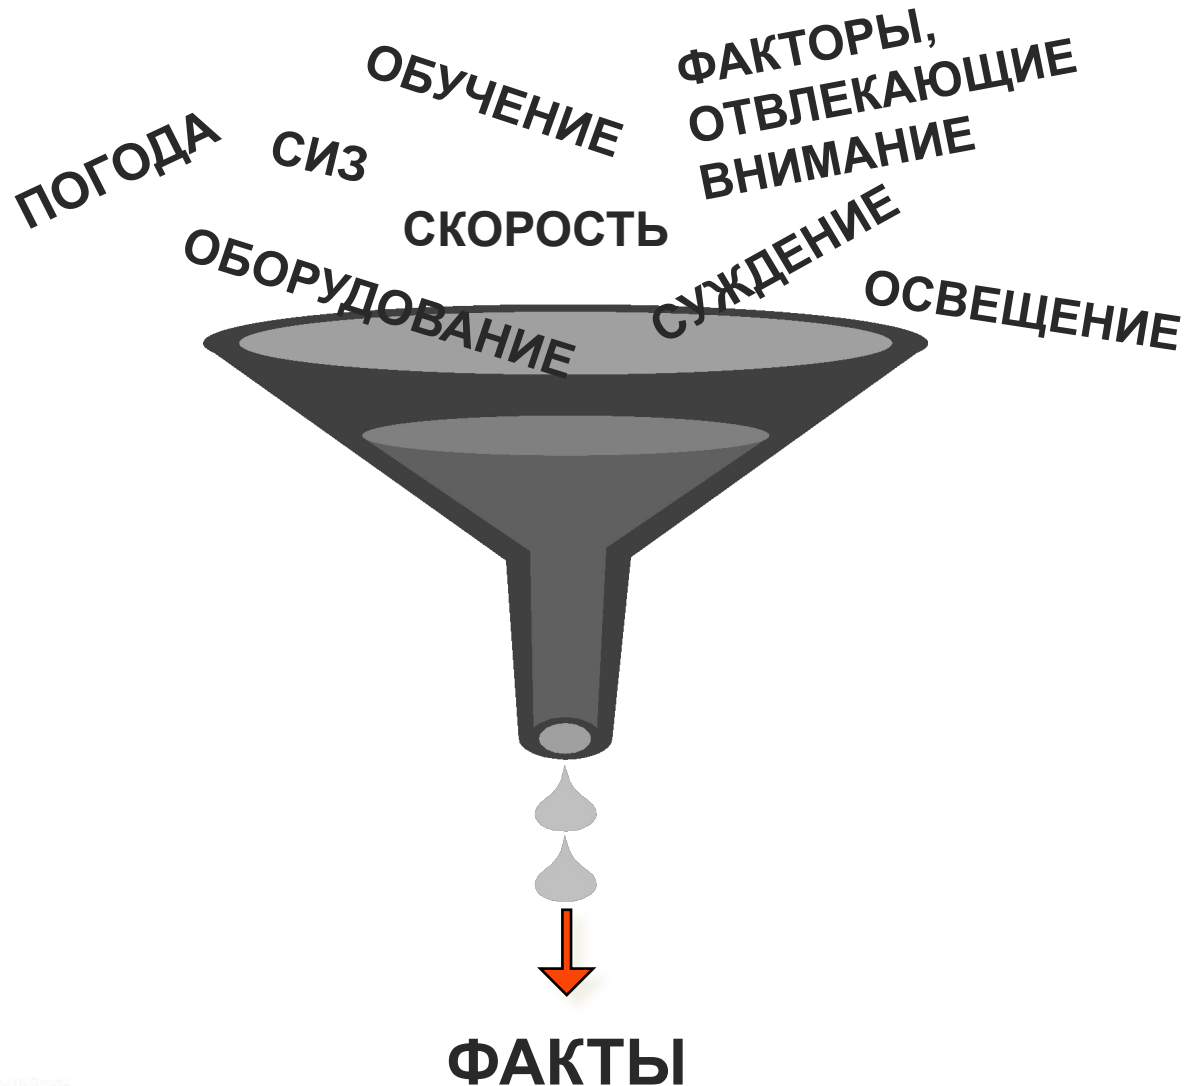 ОБУЧЕНИЕ
ФАКТОРЫ,
ОТВЛЕКАЮЩИЕ
ВНИМАНИЕ
ПОГОДА
СИЗ
СКОРОСТЬ
СУЖДЕНИЕ
ОБОРУДОВАНИЕ
ОСВЕЩЕНИЕ
ФАКТЫ